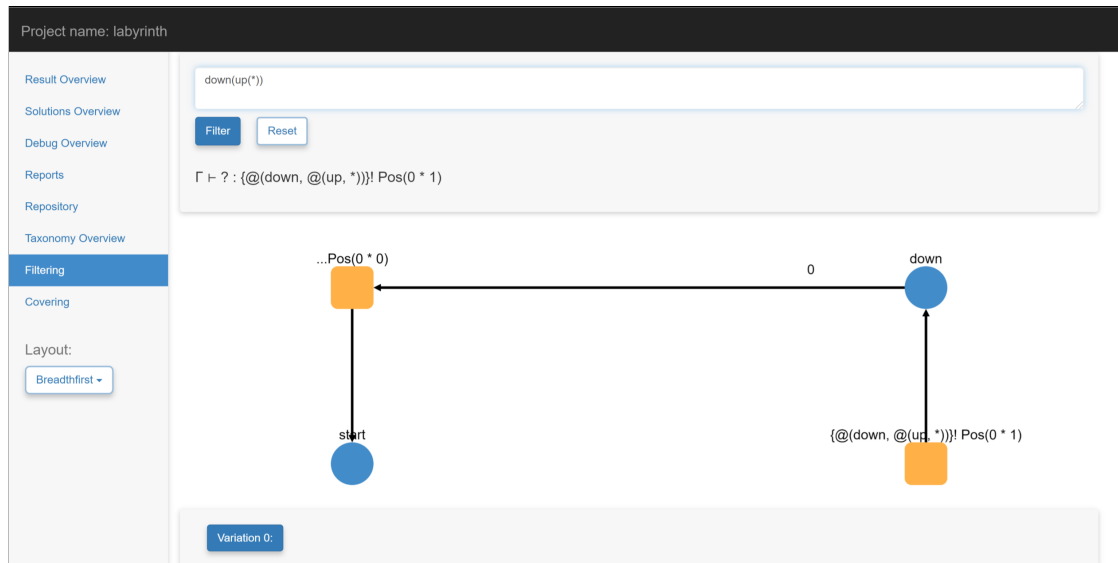 Project name: labyrinth
Result Overview
Solutions Overview
Debug Overview
Reports
Repository
Taxonomy Overview
Filtering
Covering
Layout:
Breadthfirst
down(up(*))
Filter Reset
Γ ⊢ ? : {@(down, @(up, *))}! Pos(0 * 1)
...Pos(0 * 0)
0
down
start
{@(down, @(up, *))}! Pos(0 * 1)
Variation 0: